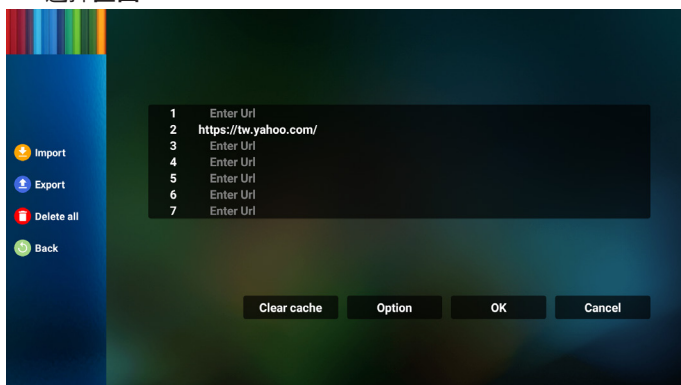 Import
Export
Delete all
Back
1 Enter Url
2 https://tw.yahoo.com/
3 Enter Url
4 Enter Url
5 Enter Url
6 Enter Url
7 Enter Url
Clear cache Option OK Cancel